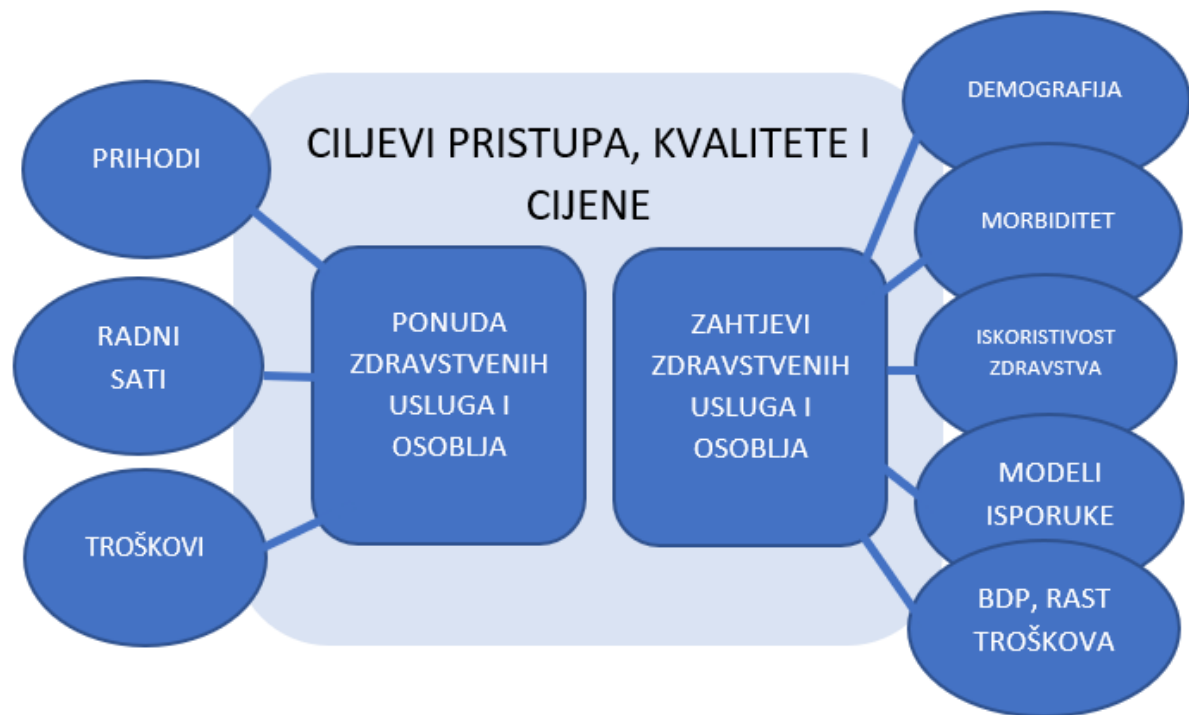 CILJEVI PRISTUPA, KVALITETE I
CIJENE
PRIHODI
RADNI
SATI
TROŠKOVI
PONUDA
ZDRAVSTVENIH
USLUGA I
OSOBLJA
ZAHTJEVI
ZDRAVSTVENIH
USLUGA I
OSOBLJA
DEMOGRAFIJA
MORBIDITET
ISKORISTIVOST
ZDRAVSTVA
MODELI
ISPORUKE
BDP, RAST
TROŠKOVA